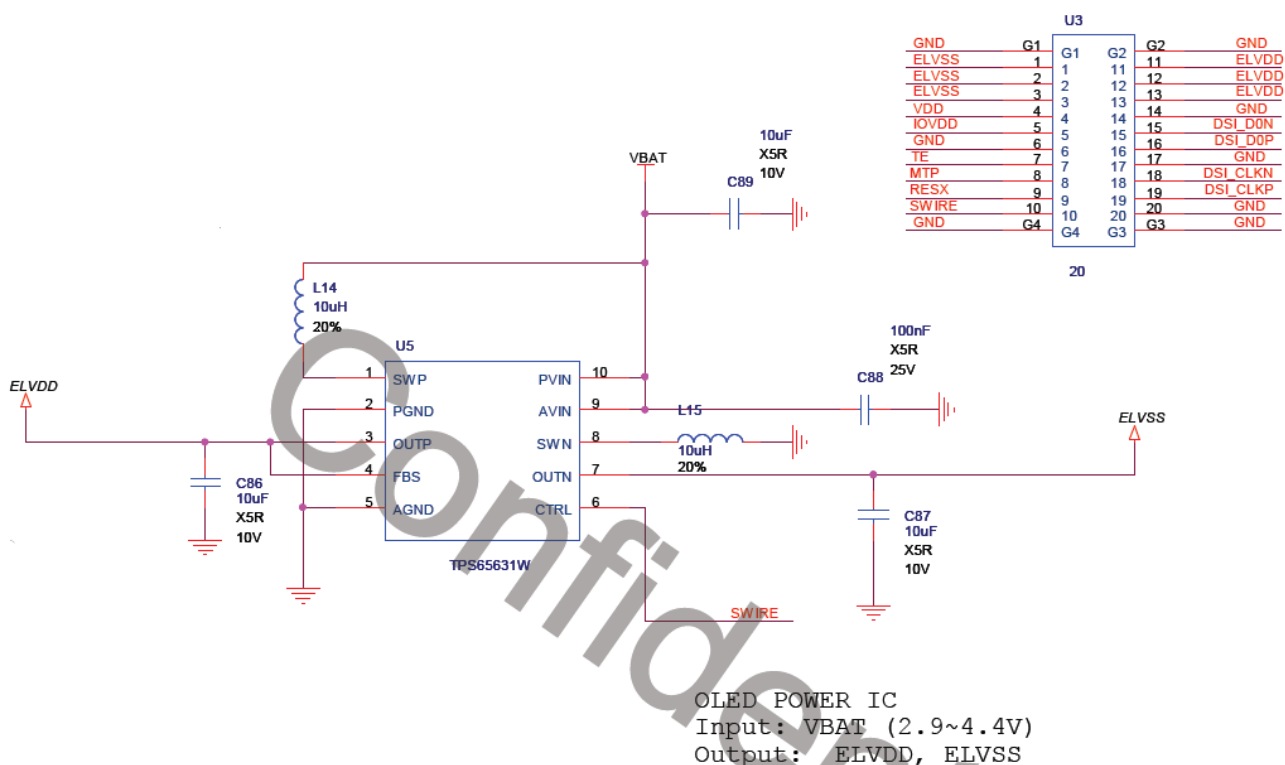 U3
GND G1 G1 G2 G2 GND
ELVSS 1 1 11 11 ELVDD
ELVSS 2 2 12 12 ELVDD
ELVSS 3 3 13 13 ELVDD
VDD 4 4 14 14 GND
IOVDD 5 5 15 15 DSI_D0N
GND 6 6 16 16 DSI_D0P
TE 7 7 17 17 GND
MTP 8 8 18 18 DSI_CLKN
RESX 9 9 19 19 DSI_CLKP
SWIRE 10 10 20 20 GND
GND G4 G4 G3 G3 GND
20
VBAT
10uF
X5R
10V
C89
L14
10uH
20%
U5
1 SWP PVIN 10
2 PGND AVIN 9
3 OUTP SWN 8
4 FBS OUTN 7
5 AGND CTRL 6
TPS65631W
100nF
X5R
25V
C88
L15
10uH
20%
ELVDD
ELVSS
C86
10uF
X5R
10V
C87
10uF
X5R
10V
SWIRE
Confiden
OLED POWER IC
Input: VBAT (2.9~4.4V)
Output: ELVDD, ELVSS